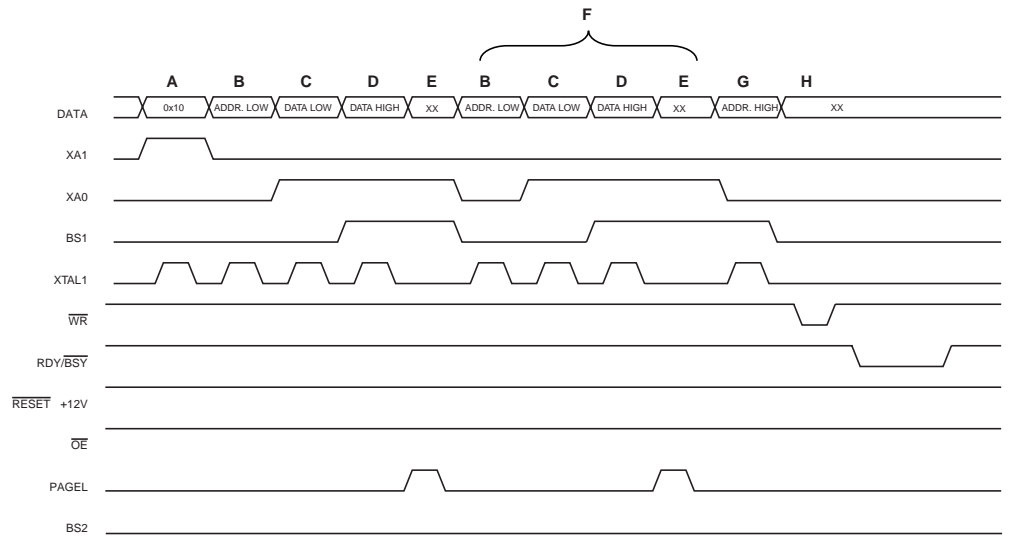 F
A B C D E B C D E G H
DATA 0x10 ADDR. LOW DATA LOW DATA HIGH XX ADDR. LOW DATA LOW DATA HIGH XX ADDR. HIGH XX
XA1
XA0
BS1
XTAL1
WR
RDY/BSY
RESET +12V
OE
PAGEL
BS2